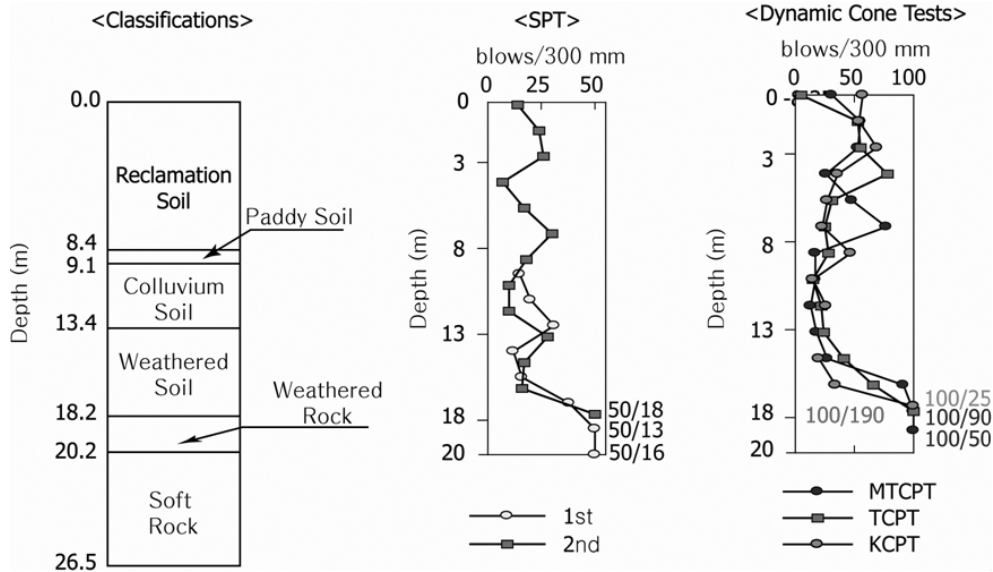 <Classifications>
0.0
Reclamation
Soil
Paddy Soil
8.4
9.1
Colluvium
Soil
13.4
Weathered
Soil
Weathered
Rock
18.2
20.2
Soft
Rock
26.5
Depth (m)
<SPT>
blows/300 mm
0 25 50
0
3
8
13
18
20
Depth (m)
50/18
50/13
50/16
1st
2nd
<Dynamic Cone Tests>
blows/300 mm
0 50 100
0
3
8
13
18
20
Depth (m)
100/190
100/25
100/90
100/50
MTCPT
TCPT
KCPT